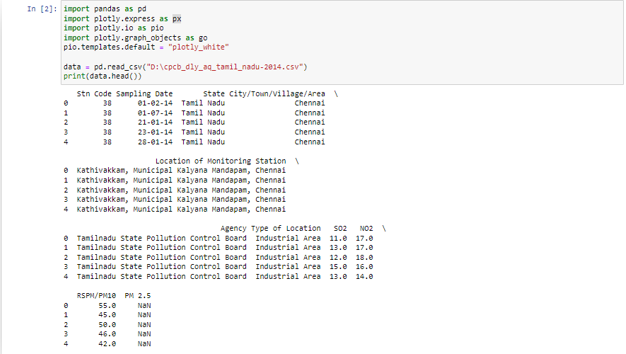 In [2]: import pandas as pd
import plotly.express as px
import plotly.io as pio
import plotly.graph_objects as go
pio.templates.default = "plotly_white"
data = pd.read_csv("D:\cpcb_dly_aq_tamil_nadu-2014.csv")
print(data.head())
Stn Code Sampling Date State City/Town/Village/Area \
0 38 01-02-14 Tamil Nadu Chennai
1 38 01-07-14 Tamil Nadu Chennai
2 38 21-01-14 Tamil Nadu Chennai
3 38 23-01-14 Tamil Nadu Chennai
4 38 28-01-14 Tamil Nadu Chennai
Location of Monitoring Station \
0 Kathivakkam, Municipal Kalyana Mandapam, Chennai
1 Kathivakkam, Municipal Kalyana Mandapam, Chennai
2 Kathivakkam, Municipal Kalyana Mandapam, Chennai
3 Kathivakkam, Municipal Kalyana Mandapam, Chennai
4 Kathivakkam, Municipal Kalyana Mandapam, Chennai
Agency Type of Location SO2 NO2 \
0 Tamilnadu State Pollution Control Board Industrial Area 11.0 17.0
1 Tamilnadu State Pollution Control Board Industrial Area 13.0 17.0
2 Tamilnadu State Pollution Control Board Industrial Area 12.0 18.0
3 Tamilnadu State Pollution Control Board Industrial Area 15.0 16.0
4 Tamilnadu State Pollution Control Board Industrial Area 13.0 14.0
RSPM/PM10 PM 2.5
0 55.0 NaN
1 45.0 NaN
2 50.0 NaN
3 46.0 NaN
4 42.0 NaN